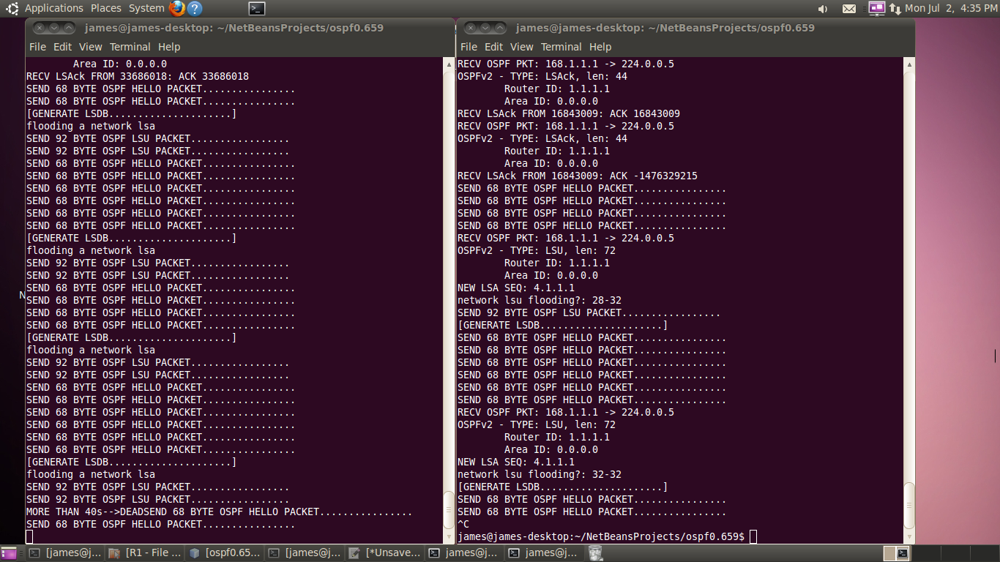 Applications Places System Mon Jul 2, 4:35 PM
james@james-desktop: ~/NetBeansProjects/ospf0.659
File Edit View Terminal Help
Area ID: 0.0.0.0
RECV LSAck FROM 33686018: ACK 33686018
SEND 68 BYTE OSPF HELLO PACKET................
SEND 68 BYTE OSPF HELLO PACKET................
[GENERATE LSDB.....................]
flooding a network lsa
SEND 92 BYTE OSPF LSU PACKET.................
SEND 92 BYTE OSPF LSU PACKET.................
SEND 68 BYTE OSPF HELLO PACKET................
SEND 68 BYTE OSPF HELLO PACKET................
SEND 68 BYTE OSPF HELLO PACKET................
SEND 68 BYTE OSPF HELLO PACKET................
SEND 68 BYTE OSPF HELLO PACKET................
SEND 68 BYTE OSPF HELLO PACKET................
[GENERATE LSDB.....................]
flooding a network lsa
SEND 92 BYTE OSPF LSU PACKET.................
SEND 92 BYTE OSPF LSU PACKET.................
SEND 68 BYTE OSPF HELLO PACKET................
SEND 68 BYTE OSPF HELLO PACKET................
SEND 68 BYTE OSPF HELLO PACKET................
SEND 68 BYTE OSPF HELLO PACKET................
[GENERATE LSDB.....................]
flooding a network lsa
SEND 92 BYTE OSPF LSU PACKET.................
SEND 92 BYTE OSPF LSU PACKET.................
SEND 68 BYTE OSPF HELLO PACKET................
SEND 68 BYTE OSPF HELLO PACKET................
SEND 68 BYTE OSPF HELLO PACKET................
SEND 68 BYTE OSPF HELLO PACKET................
SEND 68 BYTE OSPF HELLO PACKET................
SEND 68 BYTE OSPF HELLO PACKET................
[GENERATE LSDB.....................]
flooding a network lsa
SEND 92 BYTE OSPF LSU PACKET.................
SEND 92 BYTE OSPF LSU PACKET.................
MORE THAN 40s-->DEADSEND 68 BYTE OSPF HELLO PACKET................
SEND 68 BYTE OSPF HELLO PACKET................
N
james@james-desktop: ~/NetBeansProjects/ospf0.659
File Edit View Terminal Help
RECV OSPF PKT: 168.1.1.1 -> 224.0.0.5
OSPFv2 - TYPE: LSAck, len: 44
Router ID: 1.1.1.1
Area ID: 0.0.0.0
RECV LSAck FROM 16843009: ACK 16843009
RECV OSPF PKT: 168.1.1.1 -> 224.0.0.5
OSPFv2 - TYPE: LSAck, len: 44
Router ID: 1.1.1.1
Area ID: 0.0.0.0
RECV LSAck FROM 16843009: ACK -1476329215
SEND 68 BYTE OSPF HELLO PACKET................
SEND 68 BYTE OSPF HELLO PACKET................
SEND 68 BYTE OSPF HELLO PACKET................
SEND 68 BYTE OSPF HELLO PACKET................
RECV OSPF PKT: 168.1.1.1 -> 224.0.0.5
OSPFv2 - TYPE: LSU, len: 72
Router ID: 1.1.1.1
Area ID: 0.0.0.0
NEW LSA SEQ: 4.1.1.1
network lsu flooding?: 28-32
SEND 92 BYTE OSPF LSU PACKET.................
[GENERATE LSDB.....................]
SEND 68 BYTE OSPF HELLO PACKET................
SEND 68 BYTE OSPF HELLO PACKET................
SEND 68 BYTE OSPF HELLO PACKET................
SEND 68 BYTE OSPF HELLO PACKET................
SEND 68 BYTE OSPF HELLO PACKET................
SEND 68 BYTE OSPF HELLO PACKET................
RECV OSPF PKT: 168.1.1.1 -> 224.0.0.5
OSPFv2 - TYPE: LSU, len: 72
Router ID: 1.1.1.1
Area ID: 0.0.0.0
NEW LSA SEQ: 4.1.1.1
network lsu flooding?: 32-32
[GENERATE LSDB.....................]
SEND 68 BYTE OSPF HELLO PACKET................
SEND 68 BYTE OSPF HELLO PACKET................
^C
james@james-desktop:~/NetBeansProjects/ospf0.659$
[james@j... [R1 - File ... [ospf0.65... [james@j... [*Unsave... james@j... james@j...